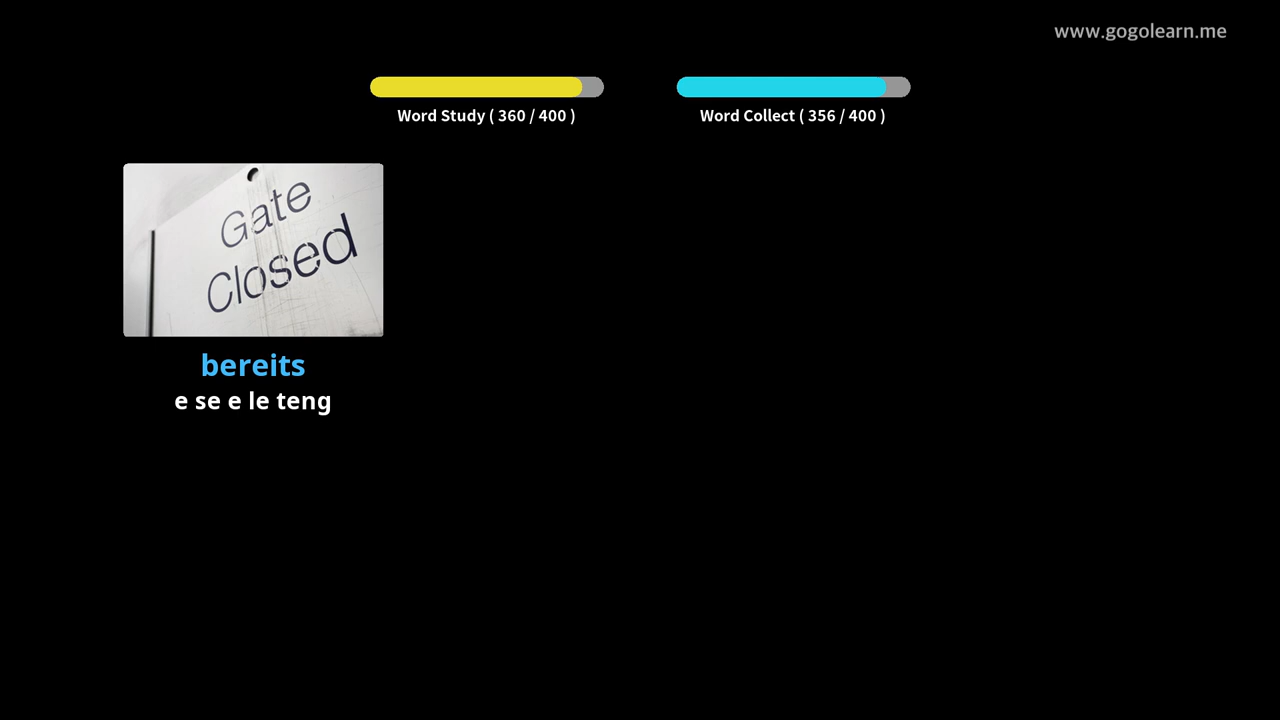 www.gogolearn.me
Word Study ( 360 / 400 )
Word Collect ( 356 / 400 )
Gate
Closed
bereits
e se e le teng